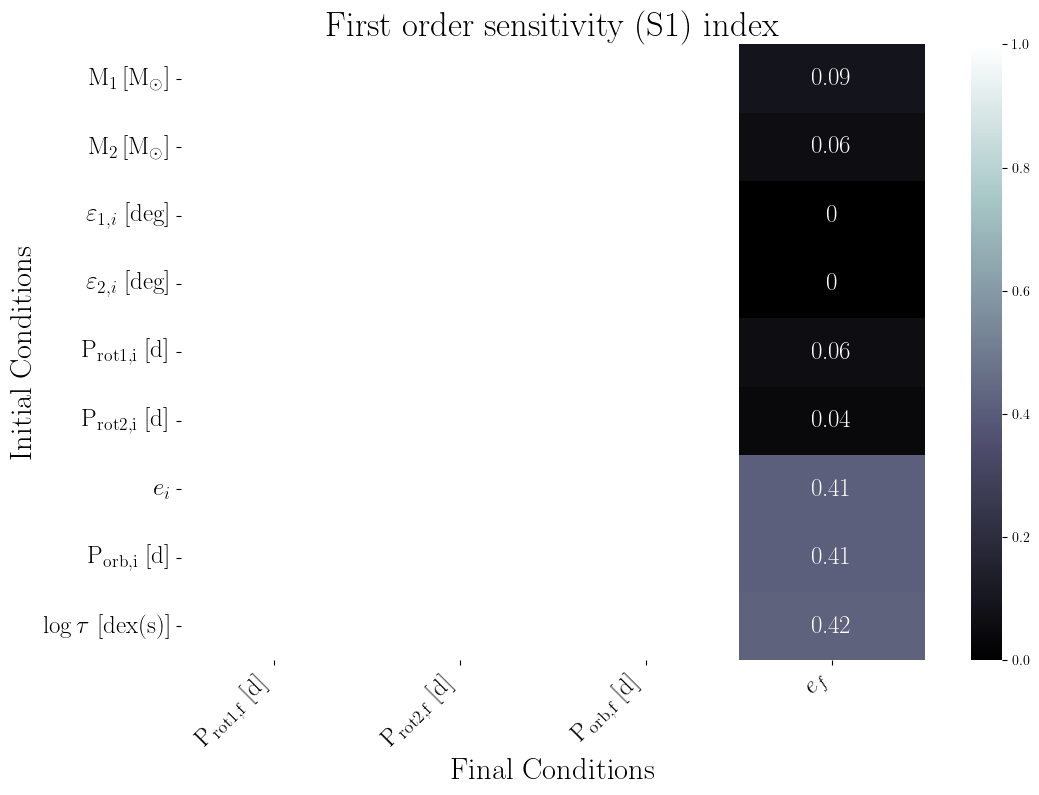 First order sensitivity (S1) index
M₁ [M☉]
M₂ [M☉]
ε₁,ᵢ [deg]
ε₂,ᵢ [deg]
P_rot1,i [d]
P_rot2,i [d]
e_i
P_orb,i [d]
log τ [dex(s)]
Initial Conditions
0.09
0.06
0
0
0.06
0.04
0.41
0.41
0.42
1.0
0.8
0.6
0.4
0.2
0.0
P_rot1,f [d]
P_rot2,f [d]
P_orb,f [d]
e_f
Final Conditions